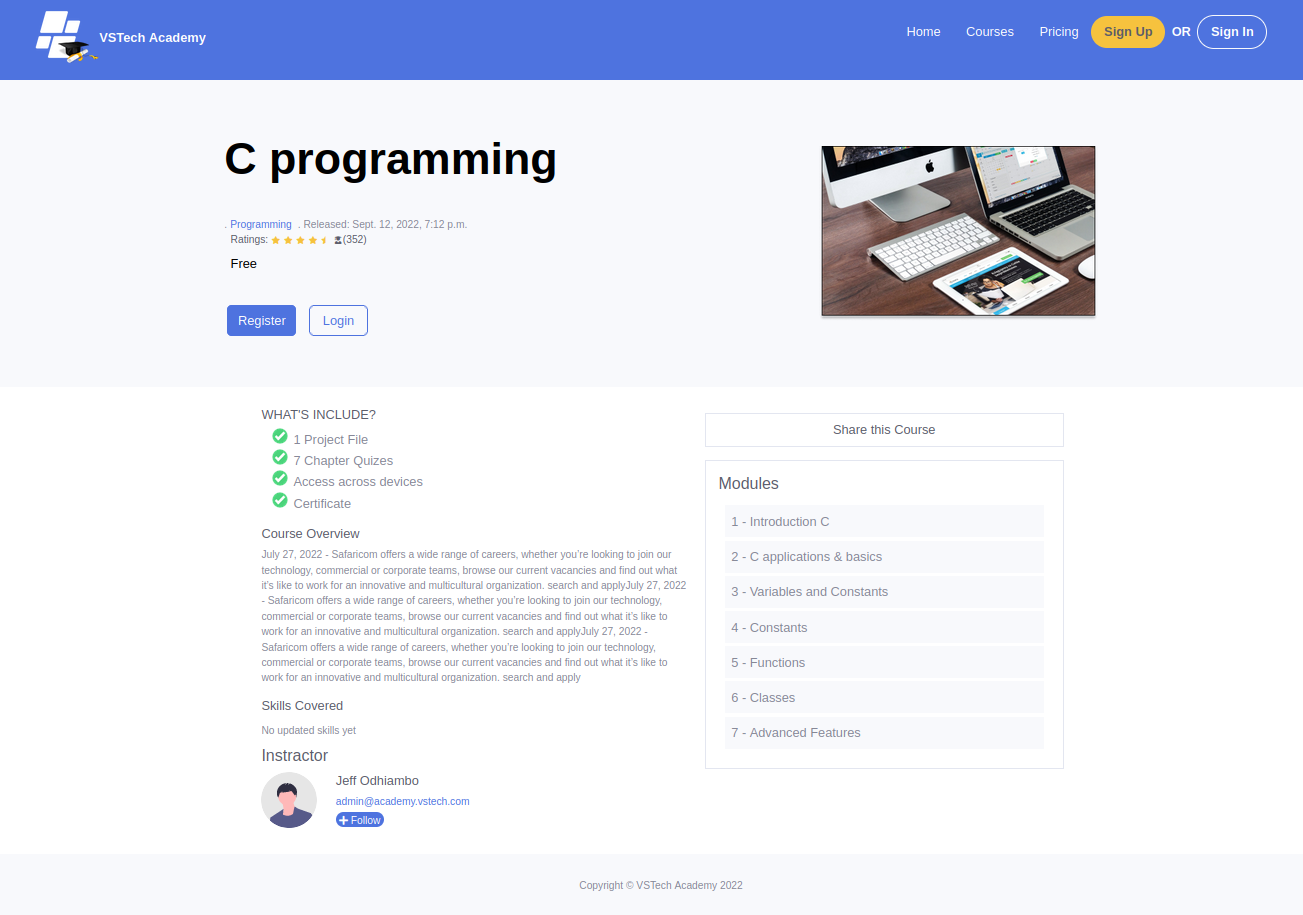 VSTech Academy
Home
Courses
Pricing
Sign Up
OR
Sign In
C programming
. Programming . Released: Sept. 12, 2022, 7:12 p.m.
Ratings: (352)
Free
Register
Login
WHAT'S INCLUDE?
1 Project File
7 Chapter Quizes
Access across devices
Certificate
Course Overview
July 27, 2022 - Safaricom offers a wide range of careers, whether you’re looking to join our
technology, commercial or corporate teams, browse our current vacancies and find out what
it’s like to work for an innovative and multicultural organization. search and applyJuly 27, 2022
- Safaricom offers a wide range of careers, whether you’re looking to join our technology,
commercial or corporate teams, browse our current vacancies and find out what it’s like to
work for an innovative and multicultural organization. search and applyJuly 27, 2022 -
Safaricom offers a wide range of careers, whether you’re looking to join our technology,
commercial or corporate teams, browse our current vacancies and find out what it’s like to
work for an innovative and multicultural organization. search and apply
Skills Covered
No updated skills yet
Instractor
Jeff Odhiambo
admin@academy.vstech.com
Follow
Share this Course
Modules
1 - Introduction C
2 - C applications & basics
3 - Variables and Constants
4 - Constants
5 - Functions
6 - Classes
7 - Advanced Features
Copyright © VSTech Academy 2022